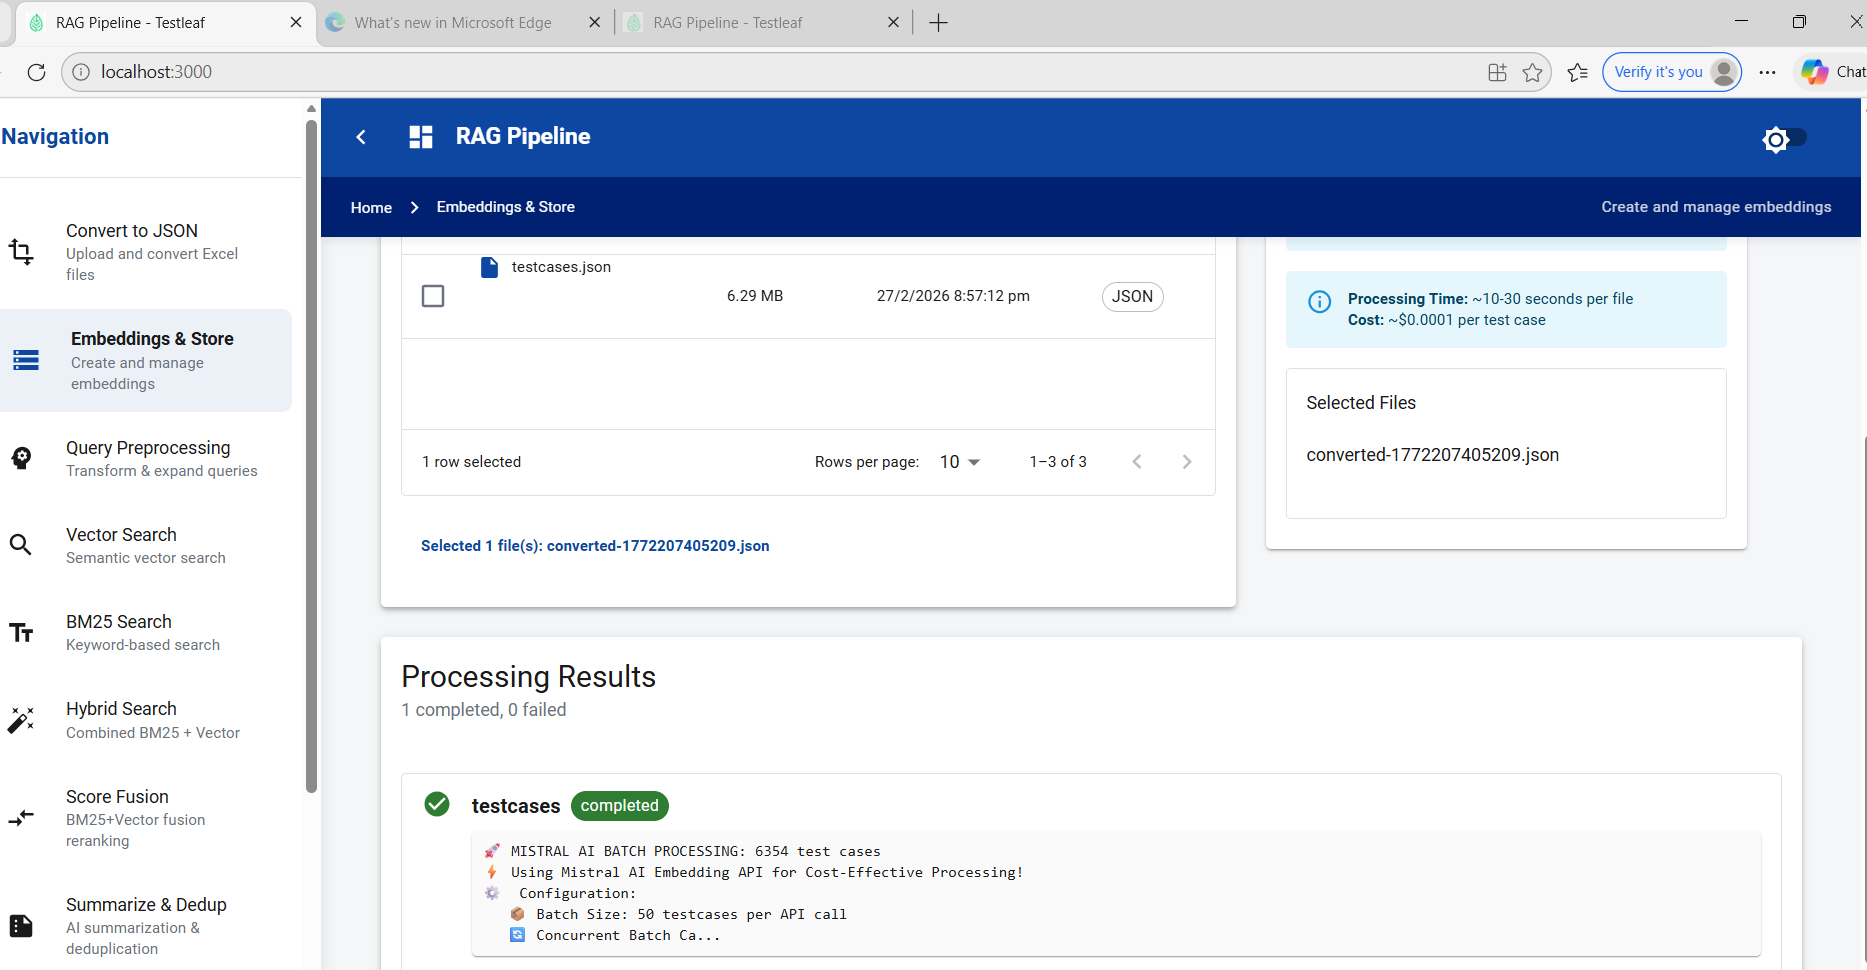 RAG Pipeline - Testleaf
What's new in Microsoft Edge
RAG Pipeline - Testleaf
localhost:3000
Verify it's you
Chat
Navigation
RAG Pipeline
Home
Embeddings & Store
Create and manage embeddings
Convert to JSON
Upload and convert Excel
files
Embeddings & Store
Create and manage
embeddings
Query Preprocessing
Transform & expand queries
Vector Search
Semantic vector search
BM25 Search
Keyword-based search
Hybrid Search
Combined BM25 + Vector
Score Fusion
BM25+Vector fusion
reranking
Summarize & Dedup
AI summarization &
deduplication
testcases.json
6.29 MB
27/2/2026 8:57:12 pm
JSON
1 row selected
Rows per page:
10
1–3 of 3
Selected 1 file(s): converted-1772207405209.json
Processing Time: ~10-30 seconds per file
Cost: ~$0.0001 per test case
Selected Files
converted-1772207405209.json
Processing Results
1 completed, 0 failed
testcases
completed
🚀 MISTRAL AI BATCH PROCESSING: 6354 test cases
⚡ Using Mistral AI Embedding API for Cost-Effective Processing!
⚙️ Configuration:
📦 Batch Size: 50 testcases per API call
🔄 Concurrent Batch Ca...